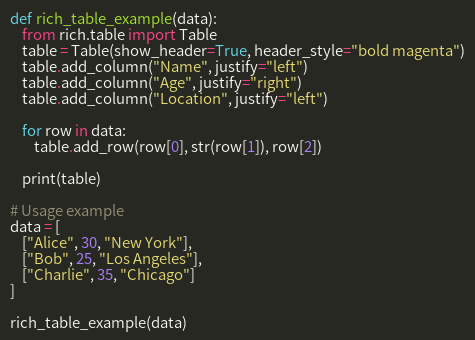 def rich_table_example(data):
    from rich.table import Table
    table = Table(show_header=True, header_style="bold magenta")
    table.add_column("Name", justify="left")
    table.add_column("Age", justify="right")
    table.add_column("Location", justify="left")

    for row in data:
        table.add_row(row[0], str(row[1]), row[2])

    print(table)

# Usage example
data = [
    ["Alice", 30, "New York"],
    ["Bob", 25, "Los Angeles"],
    ["Charlie", 35, "Chicago"]
]

rich_table_example(data)